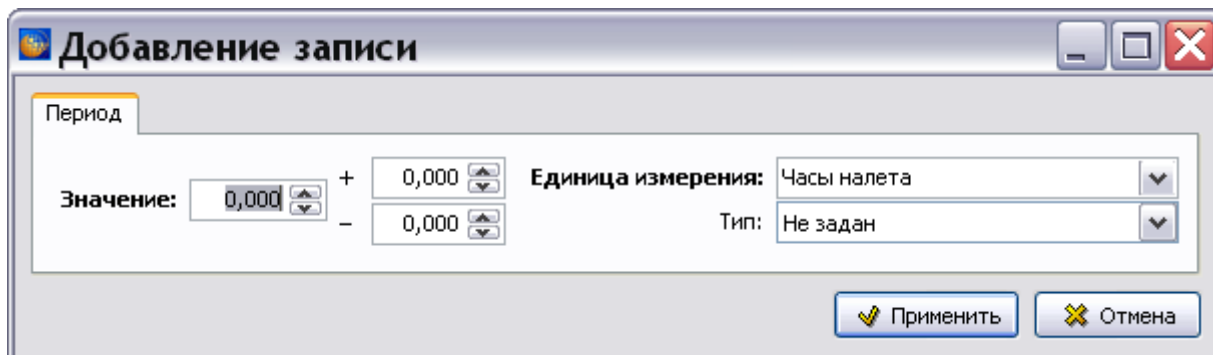 Добавление записи
Период
Значение: 0,000 + 0,000 Единица измерения: Часы налета
− 0,000 Тип: Не задан
Применить Отмена